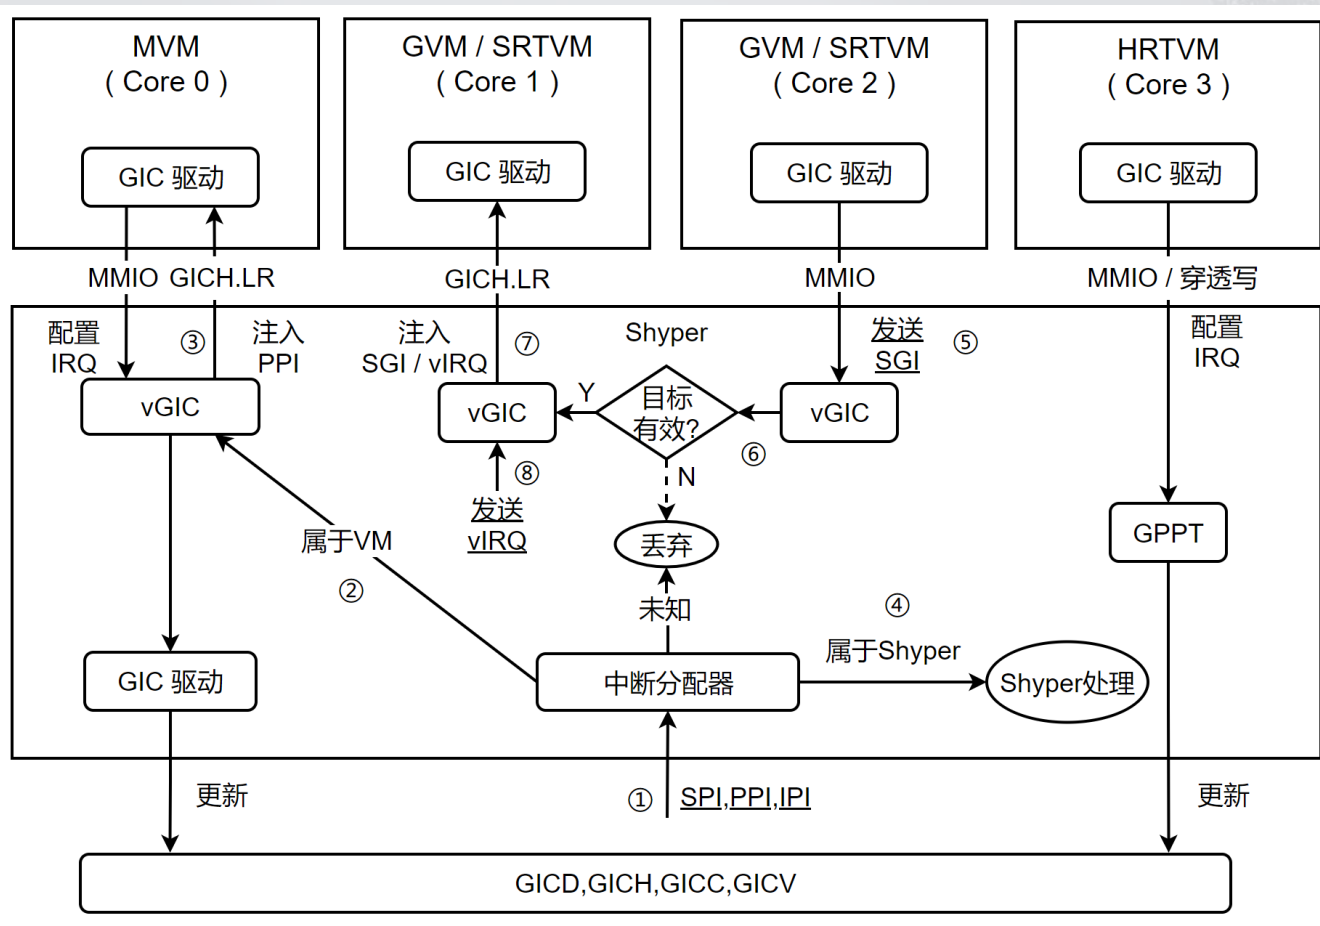 MVM
( Core 0 )
GIC 驱动
GVM / SRTVM
( Core 1 )
GIC 驱动
GVM / SRTVM
( Core 2 )
GIC 驱动
HRTVM
( Core 3 )
GIC 驱动
MMIO
GICH.LR
GICH.LR
MMIO
MMIO / 穿透写
配置
IRQ
③
注入
PPI
注入
SGI / vIRQ
⑦
Shyper
发送
SGI
⑤
配置
IRQ
vGIC
vGIC
Y
目标
有效?
vGIC
⑥
N
⑧
发送
vIRQ
丢弃
GPPT
属于VM
②
未知
④
属于Shyper
GIC 驱动
中断分配器
Shyper处理
更新
①
SPI,PPI,IPI
更新
GICD,GICH,GICC,GICV